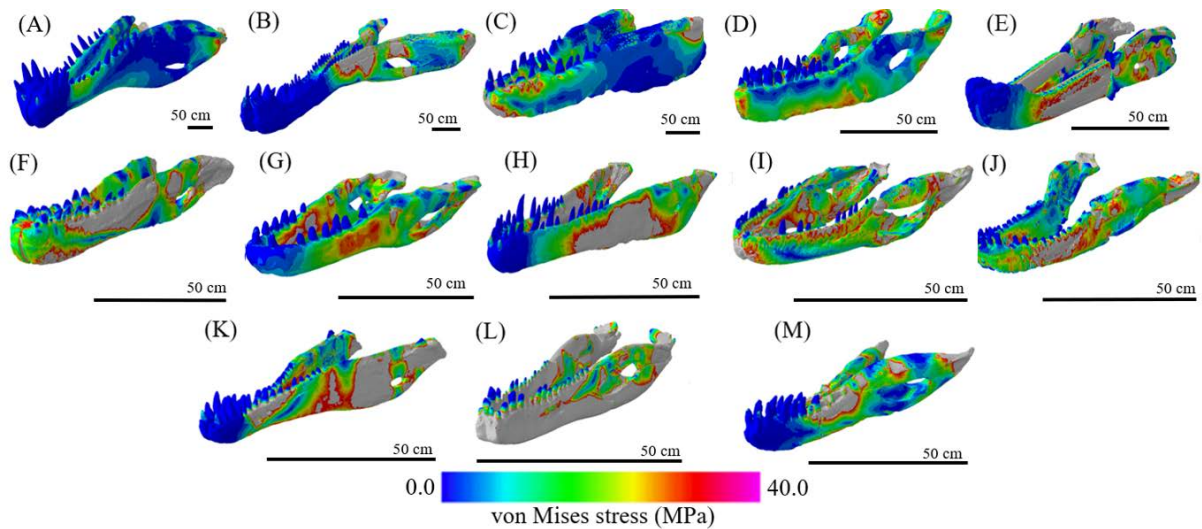 (A) (B) (C) (D) (E)
50 cm 50 cm 50 cm 50 cm 50 cm
(F) (G) (H) (I) (J)
50 cm 50 cm 50 cm 50 cm 50 cm
(K) (L) (M)
50 cm 50 cm 50 cm
0.0 40.0
von Mises stress (MPa)